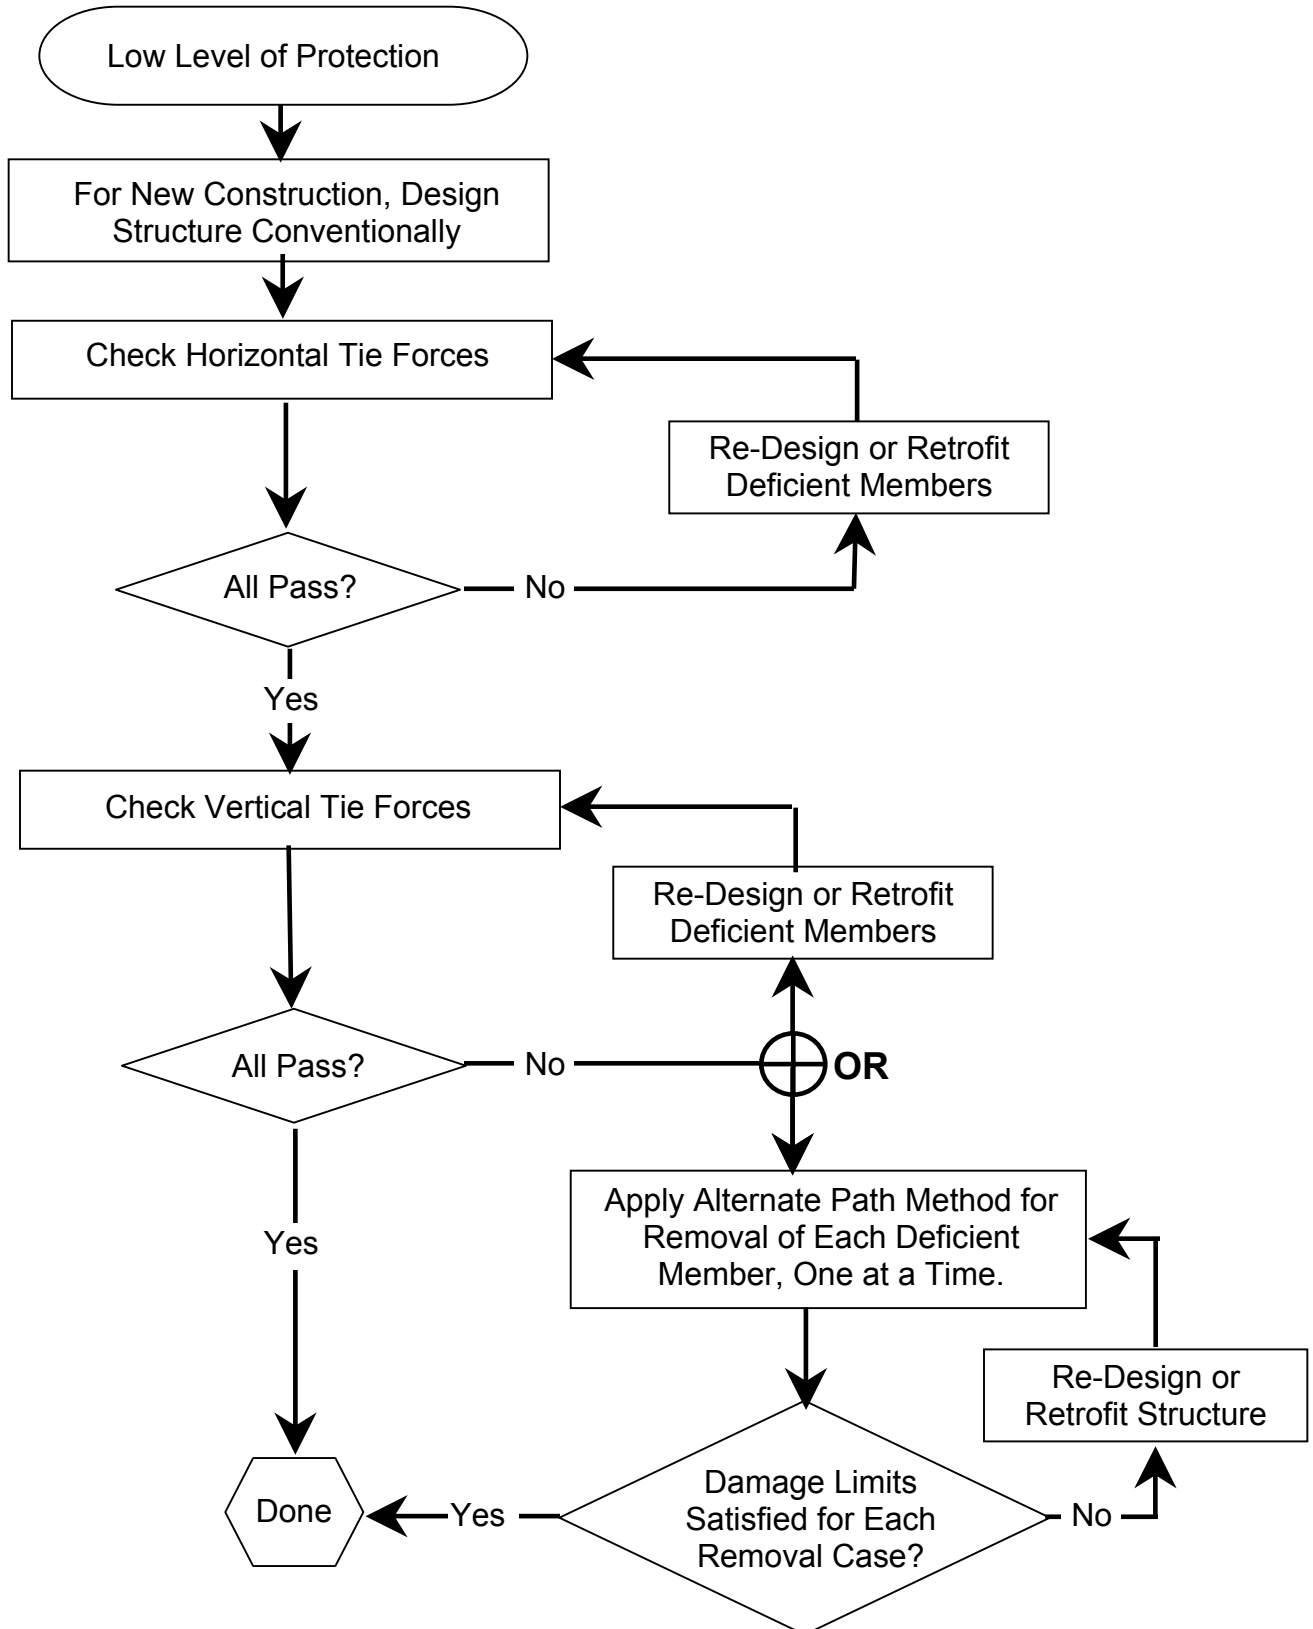 Low Level of Protection
For New Construction, Design
Structure Conventionally
Check Horizontal Tie Forces
Re-Design or Retrofit
Deficient Members
All Pass?
No
Yes
Check Vertical Tie Forces
Re-Design or Retrofit
Deficient Members
All Pass?
No
OR
Apply Alternate Path Method for
Removal of Each Deficient
Member, One at a Time.
Yes
Re-Design or
Retrofit Structure
Damage Limits
Satisfied for Each
Removal Case?
Done
Yes
No